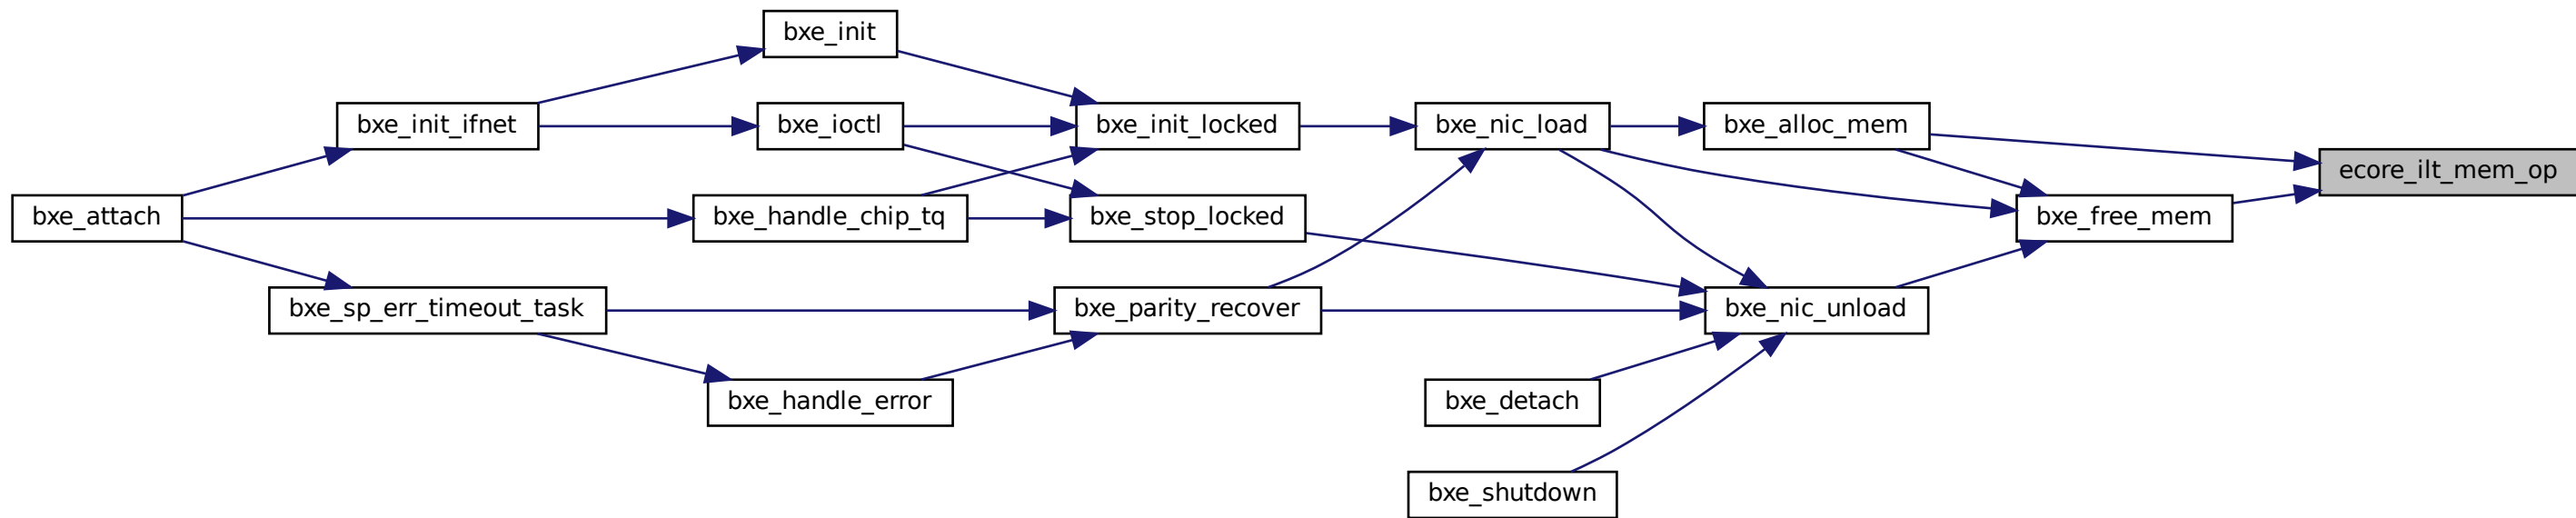 bxe_init
bxe_init_ifnet
bxe_ioctl
bxe_init_locked
bxe_nic_load
bxe_alloc_mem
ecore_ilt_mem_op
bxe_attach
bxe_handle_chip_tq
bxe_stop_locked
bxe_free_mem
bxe_sp_err_timeout_task
bxe_parity_recover
bxe_nic_unload
bxe_handle_error
bxe_detach
bxe_shutdown